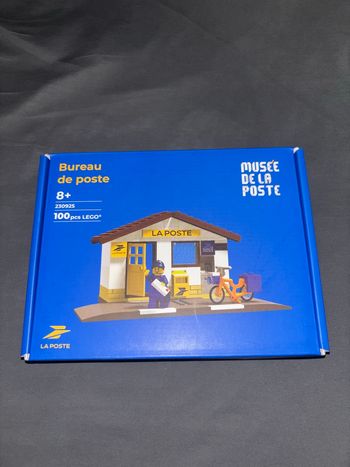 Bureau
de poste
8+
230925
100pcs LEGO®
MUSÉE
DE LA
POSTE
LA POSTE
LA POSTE